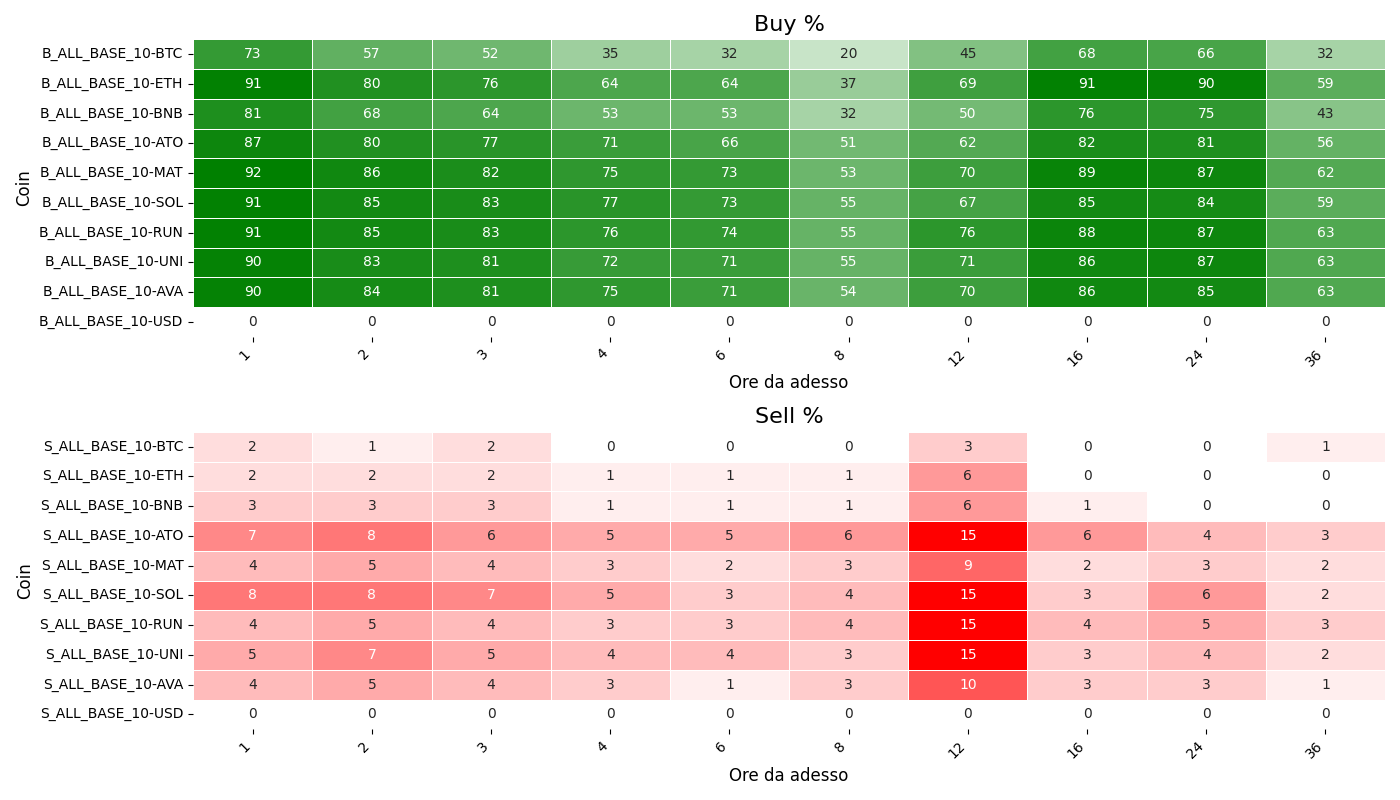 Buy %
Coin
B_ALL_BASE_10-BTC 73 57 52 35 32 20 45 68 66 32
B_ALL_BASE_10-ETH 91 80 76 64 64 37 69 91 90 59
B_ALL_BASE_10-BNB 81 68 64 53 53 32 50 76 75 43
B_ALL_BASE_10-ATO 87 80 77 71 66 51 62 82 81 56
B_ALL_BASE_10-MAT 92 86 82 75 73 53 70 89 87 62
B_ALL_BASE_10-SOL 91 85 83 77 73 55 67 85 84 59
B_ALL_BASE_10-RUN 91 85 83 76 74 55 76 88 87 63
B_ALL_BASE_10-UNI 90 83 81 72 71 55 71 86 87 63
B_ALL_BASE_10-AVA 90 84 81 75 71 54 70 86 85 63
B_ALL_BASE_10-USD 0 0 0 0 0 0 0 0 0 0
1 2 3 4 6 8 12 16 24 36
Ore da adesso
Sell %
Coin
S_ALL_BASE_10-BTC 2 1 2 0 0 0 3 0 0 1
S_ALL_BASE_10-ETH 2 2 2 1 1 1 6 0 0 0
S_ALL_BASE_10-BNB 3 3 3 1 1 1 6 1 0 0
S_ALL_BASE_10-ATO 7 8 6 5 5 6 15 6 4 3
S_ALL_BASE_10-MAT 4 5 4 3 2 3 9 2 3 2
S_ALL_BASE_10-SOL 8 8 7 5 3 4 15 3 6 2
S_ALL_BASE_10-RUN 4 5 4 3 3 4 15 4 5 3
S_ALL_BASE_10-UNI 5 7 5 4 4 3 15 3 4 2
S_ALL_BASE_10-AVA 4 5 4 3 1 3 10 3 3 1
S_ALL_BASE_10-USD 0 0 0 0 0 0 0 0 0 0
1 2 3 4 6 8 12 16 24 36
Ore da adesso